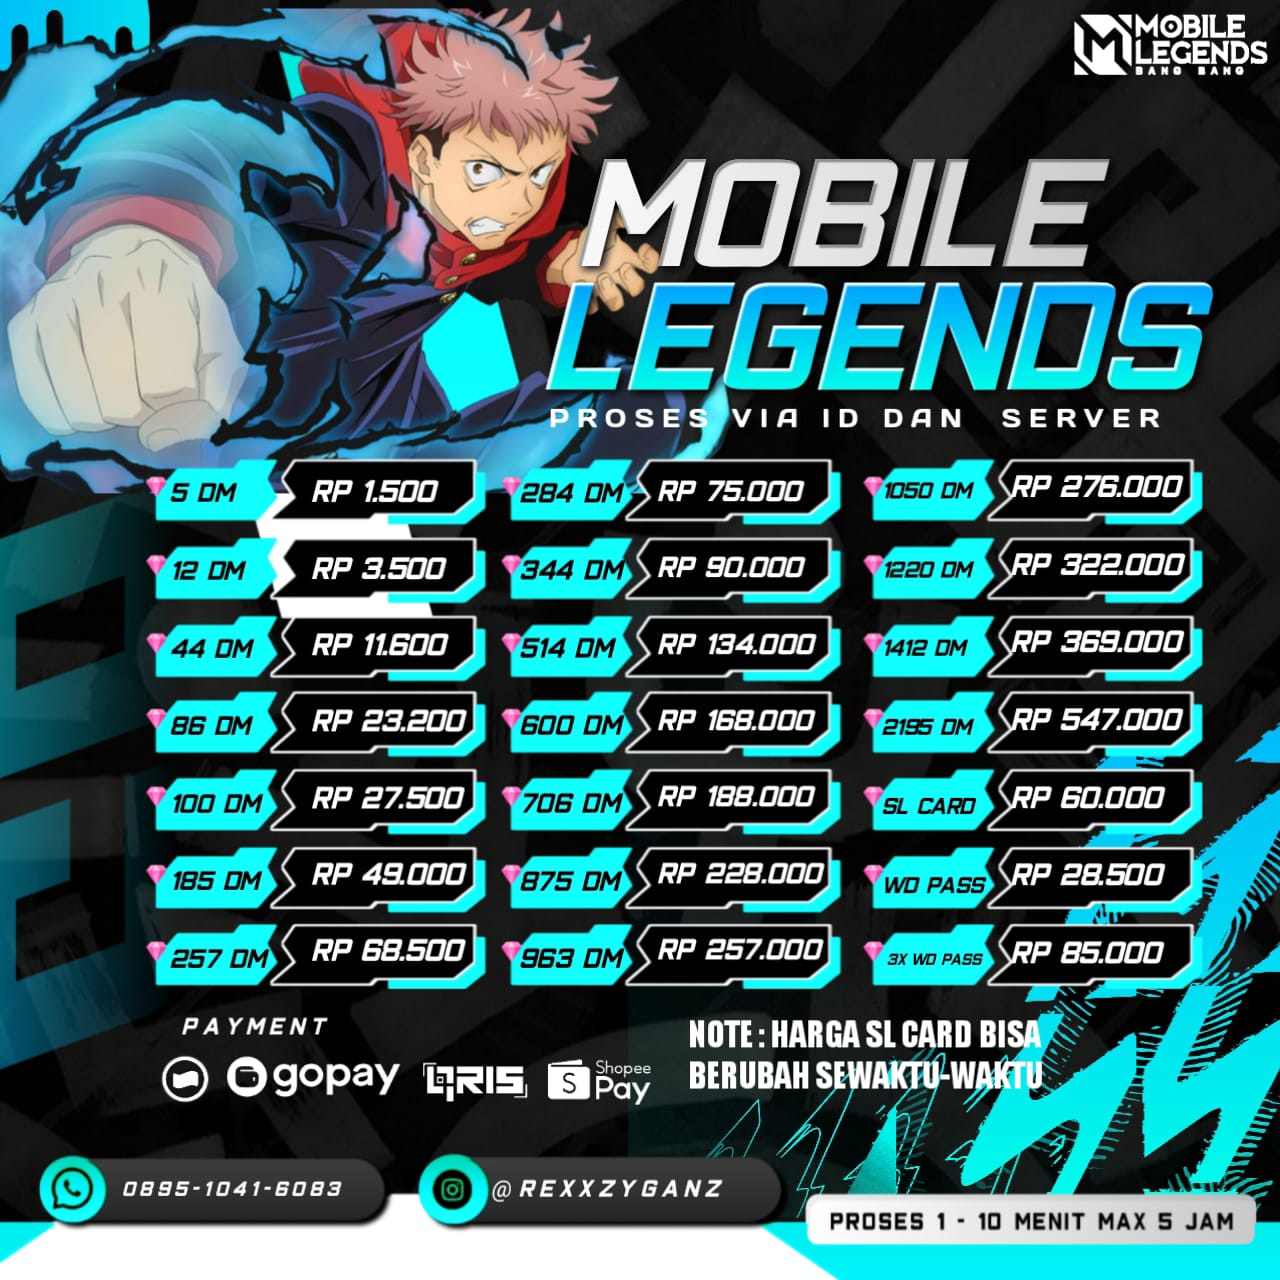 MOBILE
LEGENDS
BANG BANG
MOBILE
LEGENDS
PROSES VIA ID DAN SERVER
5 DM RP 1.500
284 DM RP 75.000
1050 DM RP 276.000
12 DM RP 3.500
344 DM RP 90.000
1220 DM RP 322.000
44 DM RP 11.600
514 DM RP 134.000
1412 DM RP 369.000
86 DM RP 23.200
600 DM RP 168.000
2195 DM RP 547.000
100 DM RP 27.500
706 DM RP 188.000
SL CARD RP 60.000
185 DM RP 49.000
875 DM RP 228.000
WD PASS RP 28.500
257 DM RP 68.500
963 DM RP 257.000
3X WD PASS RP 85.000
PAYMENT
gopay
QRIS
S Shopee
Pay
NOTE : HARGA SL CARD BISA
BERUBAH SEWAKTU-WAKTU
0895-1041-6083
@REXXZYGANZ
PROSES 1 - 10 MENIT MAX 5 JAM